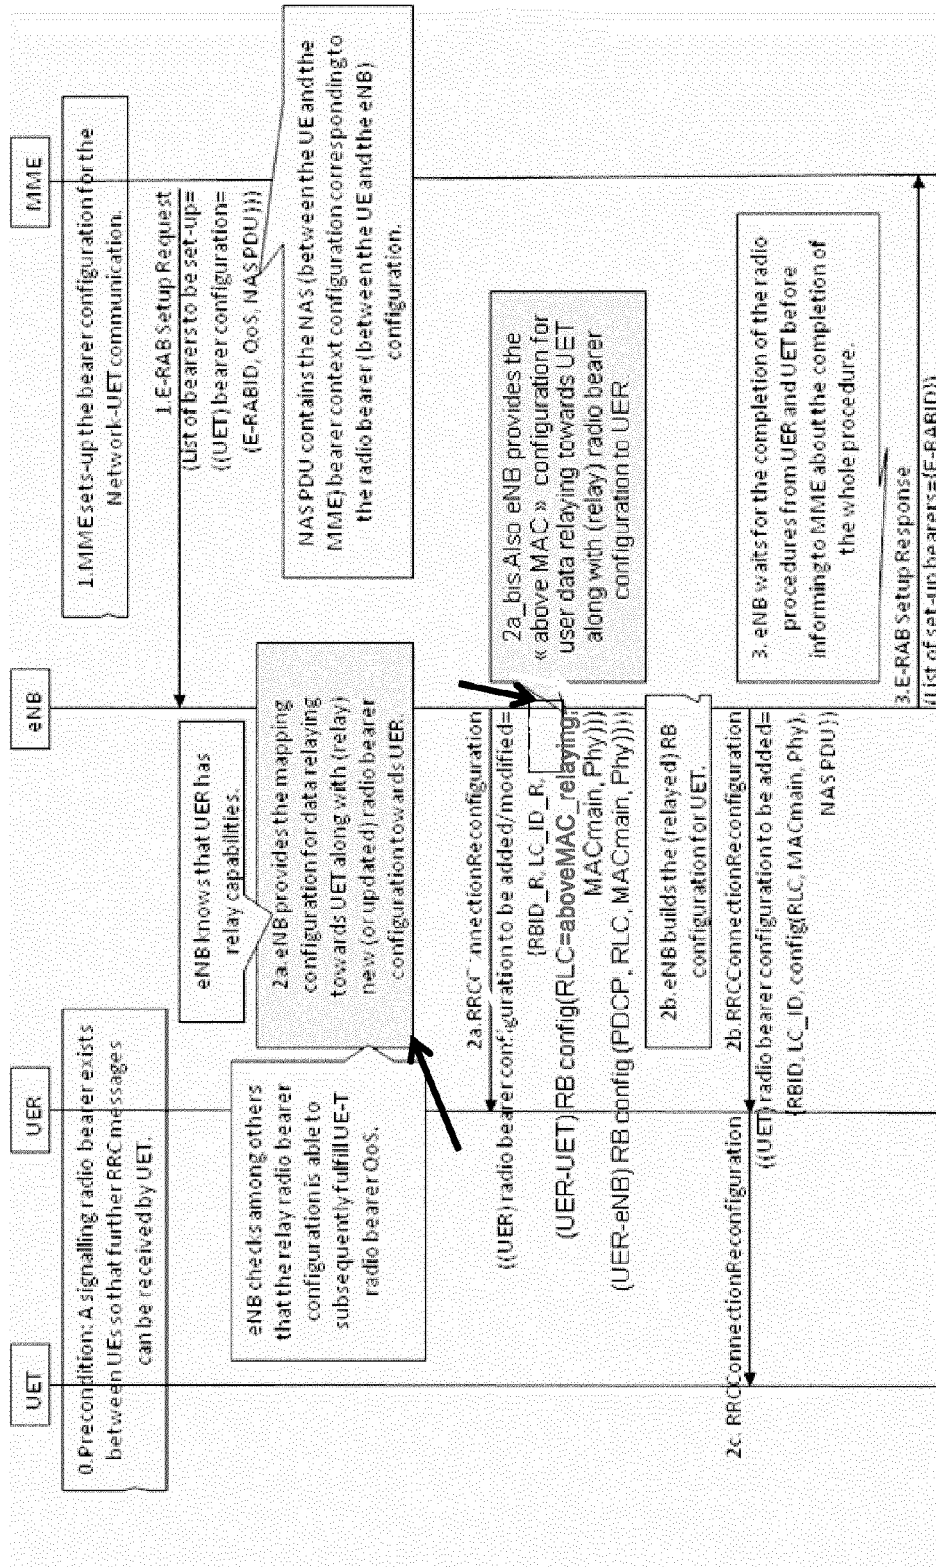 UET
UER
eNB
MME
0.Precondition: A signalling radio bearer exists
between UEs so that further RRC messages
can be received by UET.
1.MME sets-up the bearer configuration for the
Network-UET communication.
eNB knows that UER has
relay capabilities.
1.E-RAB Setup Request
(List of bearers to be set-up=
((UET) bearer configuration=
(E-RABID, QoS, NAS PDU)))
eNB checks among others
that the relay radio bearer
configuration is able to
subsequently fulfill UE-T
radio bearer QoS.
2a eNB provides the mapping
configuration for data relaying
towards UET along with (relay)
new (or updated) radio bearer
configuration towards UER.
NAS PDU contains the NAS (between the UE and the
MME) bearer context configuration corresponding to
the radio bearer (between the UE and the eNB)
configuration.
2a.RRC onnectionReconfiguration
((UER) radio bearer configuration to be added/modified=
{RBID_R, LC_ID_R,
(UER-UET) RB config(RLC=aboveMAC_relaying,
MACmain, Phy)))
(UER-eNB) RB config (PDCP, RLC, MACmain, Phy))))
2a_bis.Also eNB provides the
« above MAC » configuration for
user data relaying towards UET
along with (relay) radio bearer
configuration to UER
2b. eNB builds the (relayed) RB
configuration for UET.
2c. RRCConnectionReconfiguration
2b. RRCConnectionReconfiguration
((UET) radio bearer configuration to be added=
{RBID, LC_ID, config(RLC, MACmain, Phy),
NAS PDU})
3. eNB waits for the completion of the radio
procedures from UER and UET before
informing to MME about the completion of
the whole procedure.
3.E-RAB Setup Response
((List of set-up bearers={E-RABID})